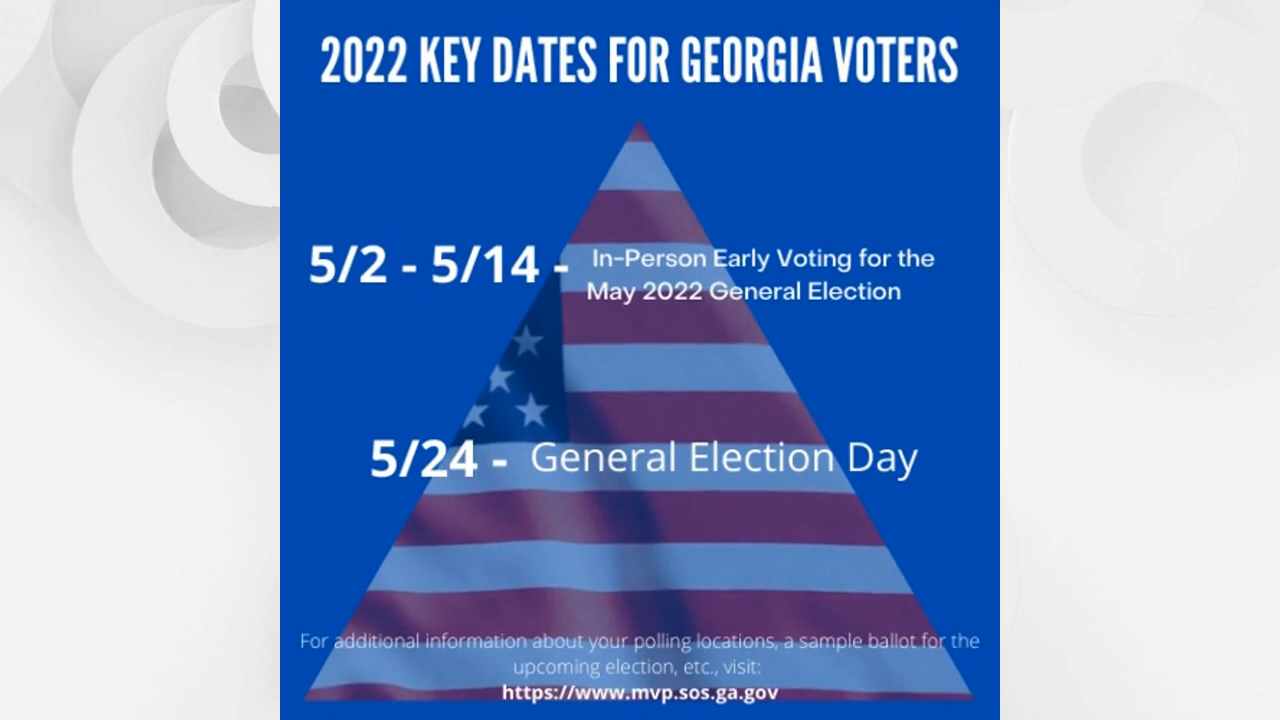 2022 KEY DATES FOR GEORGIA VOTERS
5/2 - 5/14 - In-Person Early Voting for the
May 2022 General Election
5/24 - General Election Day
For additional information about your polling locations, a sample ballot for the
upcoming election, etc., visit:
https://www.mvp.sos.ga.gov